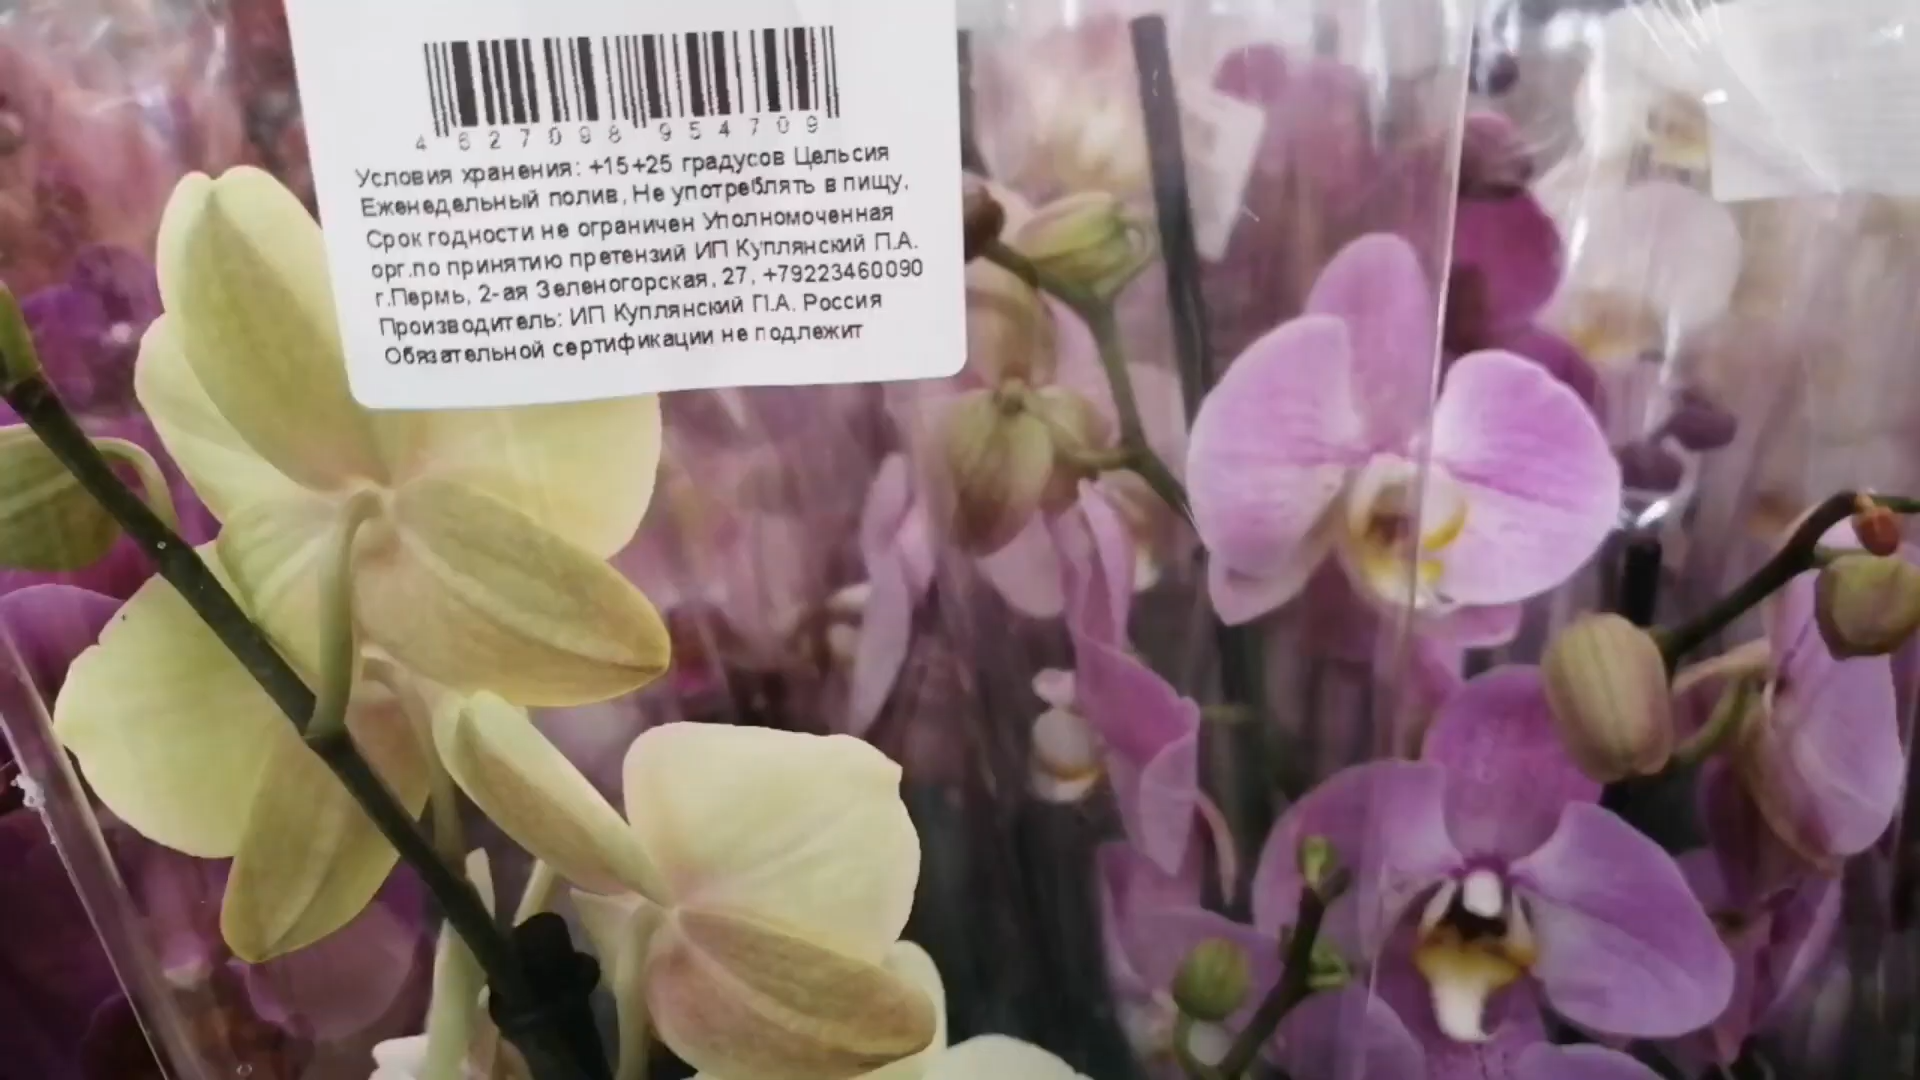 4 627098 954709
Условия хранения: +15+25 градусов Цельсия
Еженедельный полив, Не употреблять в пищу,
Срок годности не ограничен Уполномоченная
орг.по принятию претензий ИП Куплянский П.А.
г.Пермь, 2-ая Зеленогорская, 27, +79223460090
Производитель: ИП Куплянский П.А. Россия
Обязательной сертификации не подлежит